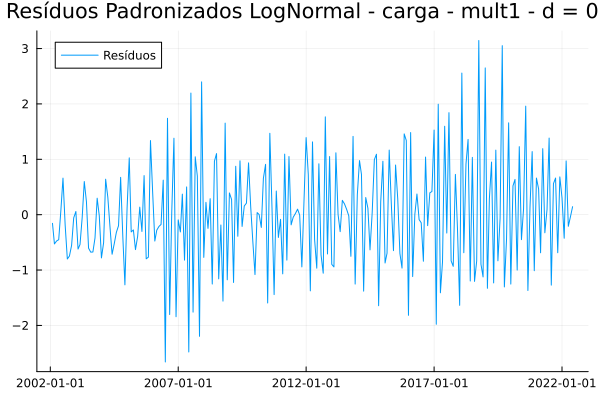 Resíduos Padronizados LogNormal - carga - mult1 - d = 0
Resíduos
3
2
1
0
−1
−2
2002-01-01 2007-01-01 2012-01-01 2017-01-01 2022-01-01